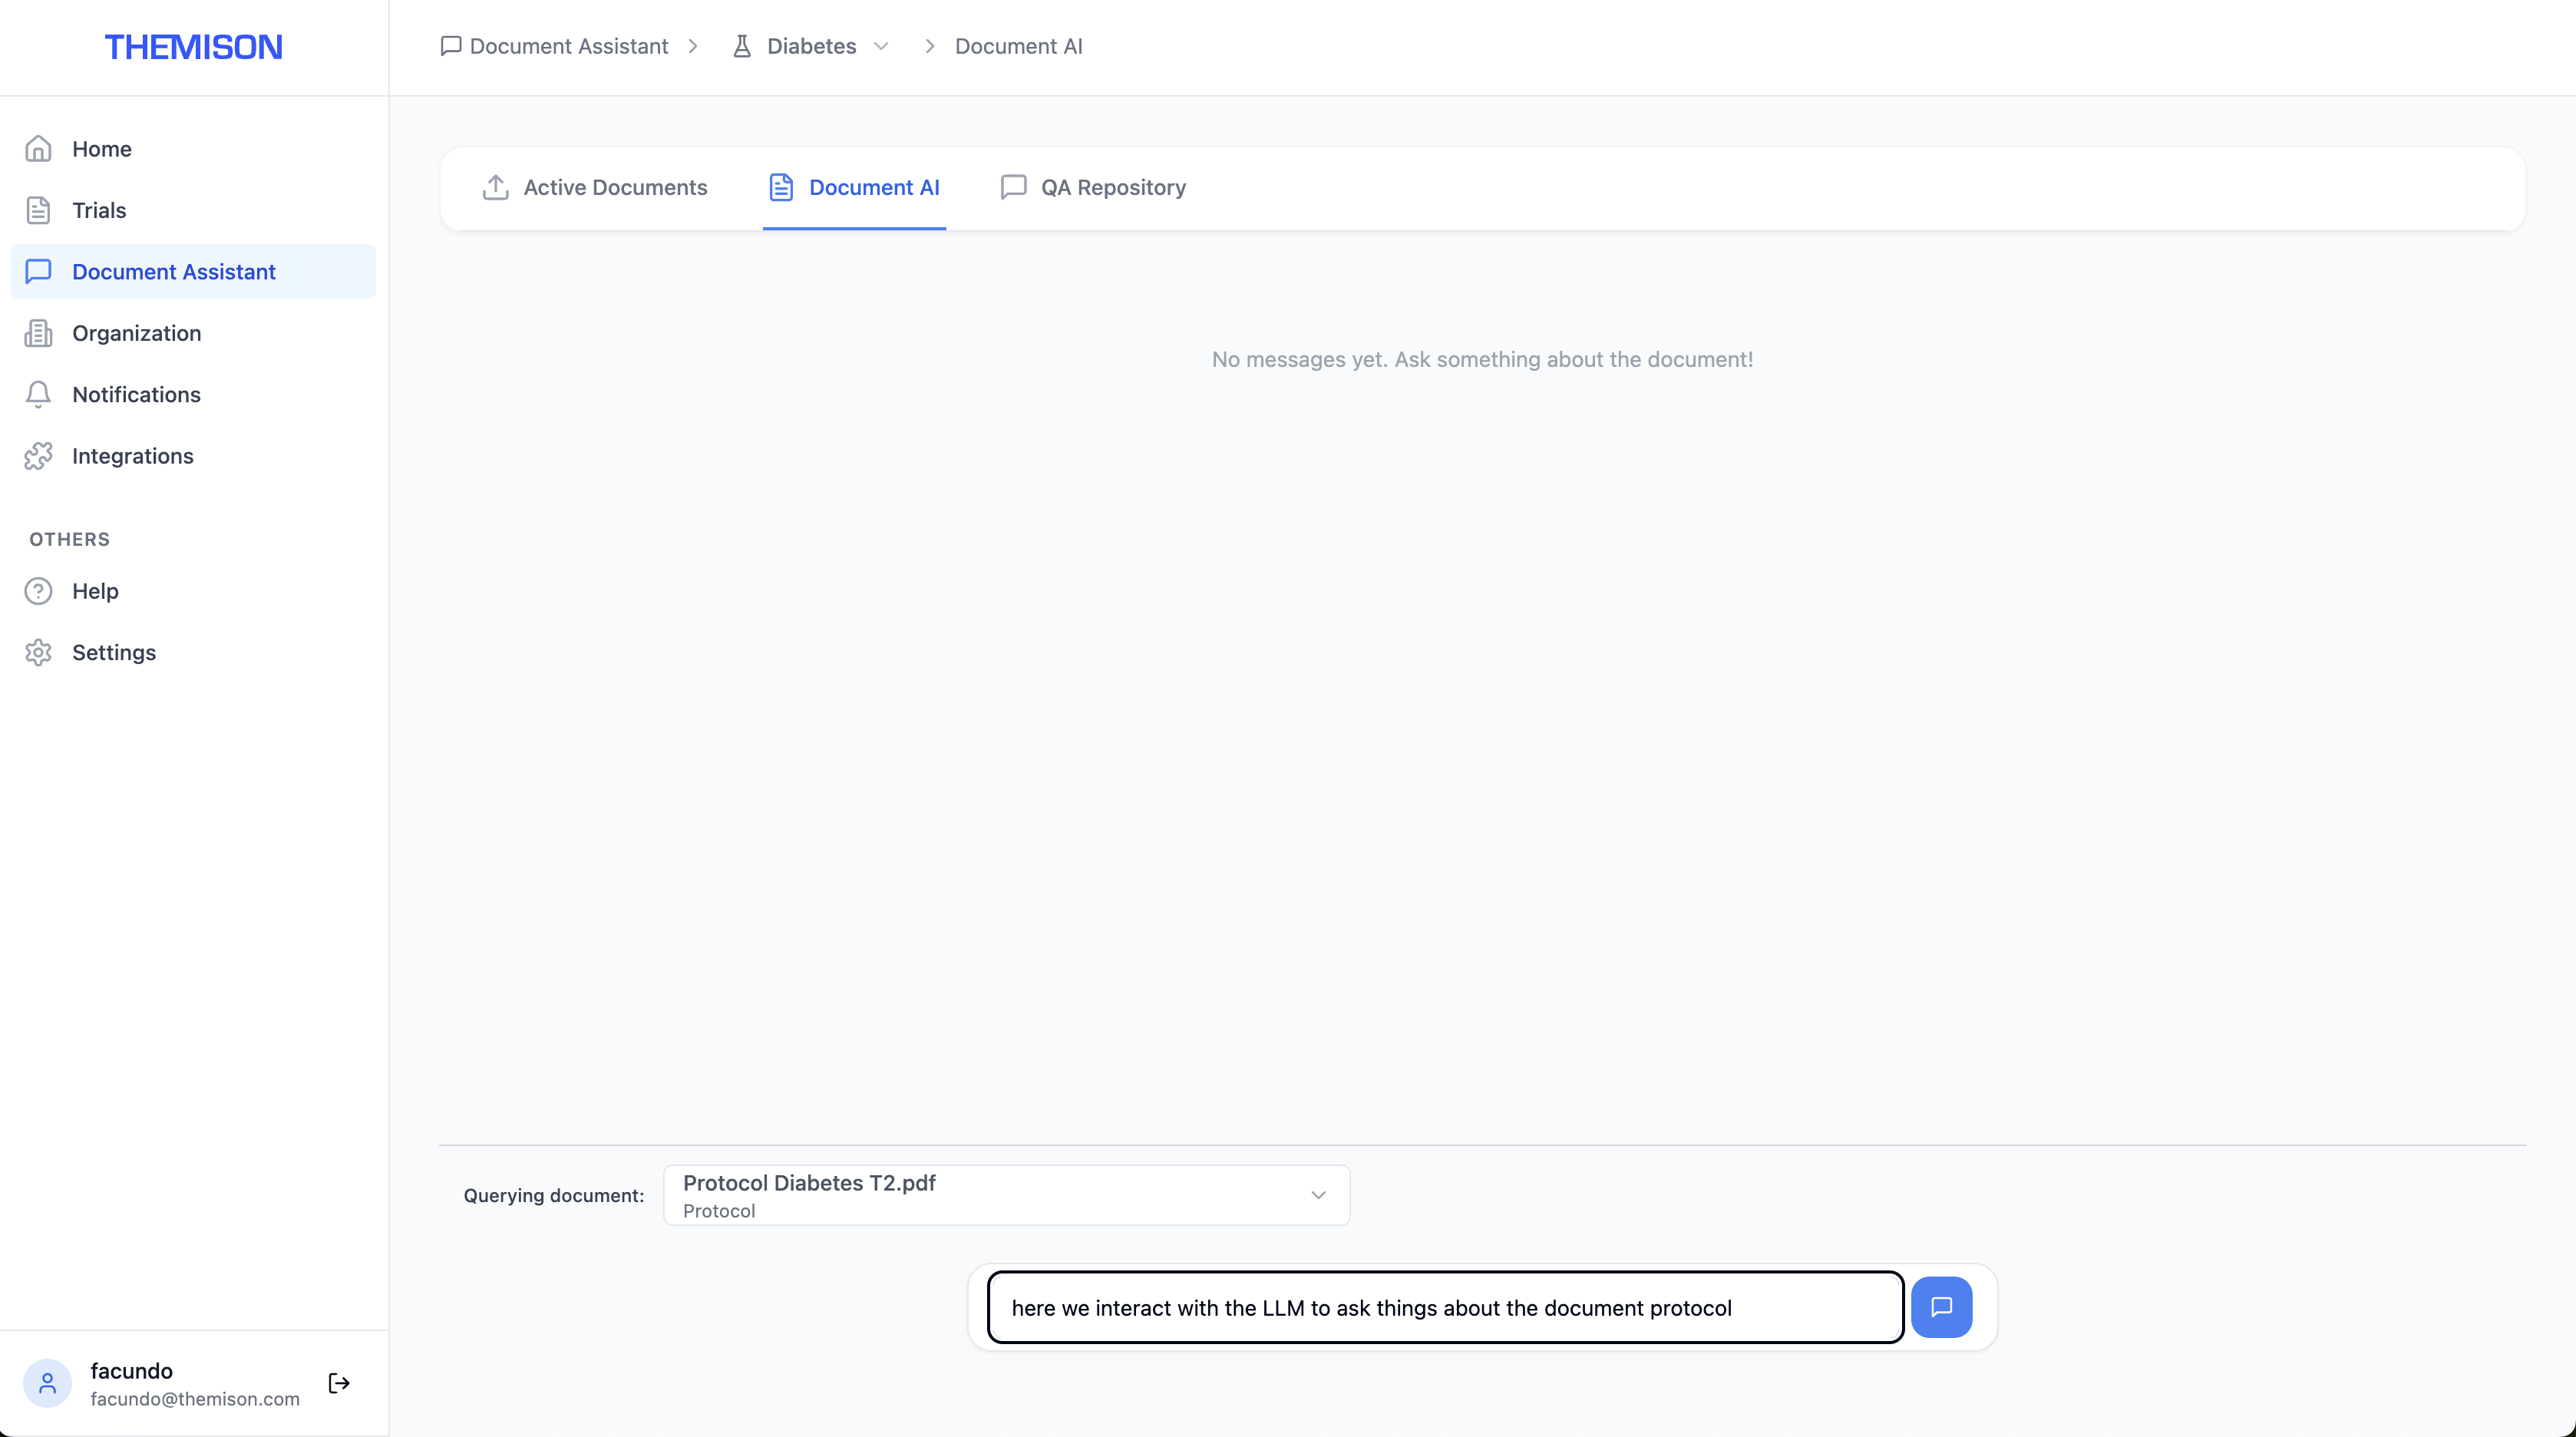 THEMISON
Document Assistant
Diabetes
Document AI
Home
Trials
Document Assistant
Organization
Notifications
Integrations
OTHERS
Help
Settings
Active Documents
Document AI
QA Repository
No messages yet. Ask something about the document!
Querying document:
Protocol Diabetes T2.pdf
Protocol
here we interact with the LLM to ask things about the document protocol
facundo
facundo@themison.com